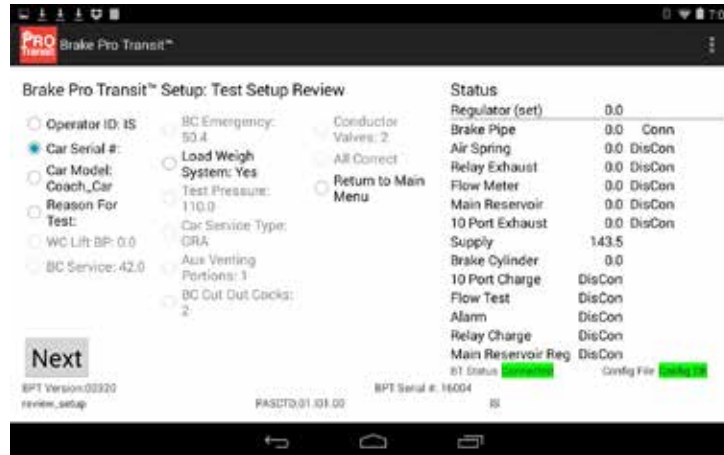 7:0
PRO
Transit
Brake Pro Transit™
Brake Pro Transit™ Setup: Test Setup Review
Operator ID: IS
Car Serial #:
Car Model:
Coach_Car
Reason For
Test:
WC Lift BP: 0.0
BC Service: 42.0
BC Emergency:
50.4
Load Weigh
System: Yes
Test Pressure:
110.0
Car Service Type:
GRA
Aux Venting
Portions: 1
BC Cut Out Cocks:
2
Conductor
Valves: 2
All Correct
Return to Main
Menu
Next
Status
Regulator (set) 0.0
Brake Pipe 0.0 Conn
Air Spring 0.0 DisCon
Relay Exhaust 0.0 DisCon
Flow Meter 0.0 DisCon
Main Reservoir 0.0 DisCon
10 Port Exhaust 0.0 DisCon
Supply 143.5
Brake Cylinder 0.0
10 Port Charge DisCon
Flow Test DisCon
Alarm DisCon
Relay Charge DisCon
Main Reservoir Reg DisCon
BT Status Connected Config File Config OK
BPT Version:00320 BPT Serial #: 16004
review_setup IS